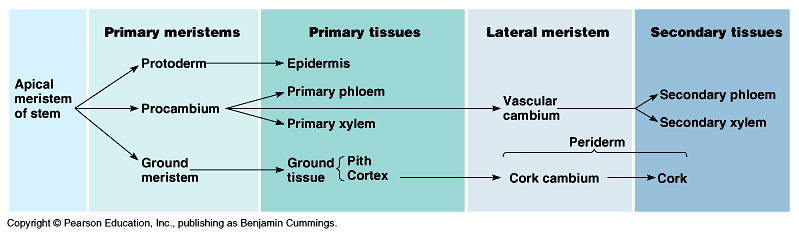 Primary meristems
Primary tissues
Lateral meristem
Secondary tissues
Apical
meristem
of stem
Protoderm
Epidermis
Procambium
Primary phloem
Primary xylem
Vascular
cambium
Secondary phloem
Secondary xylem
Ground
meristem
Ground
tissue
Pith
Cortex
Periderm
Cork cambium
Cork
Copyright © Pearson Education, Inc., publishing as Benjamin Cummings.